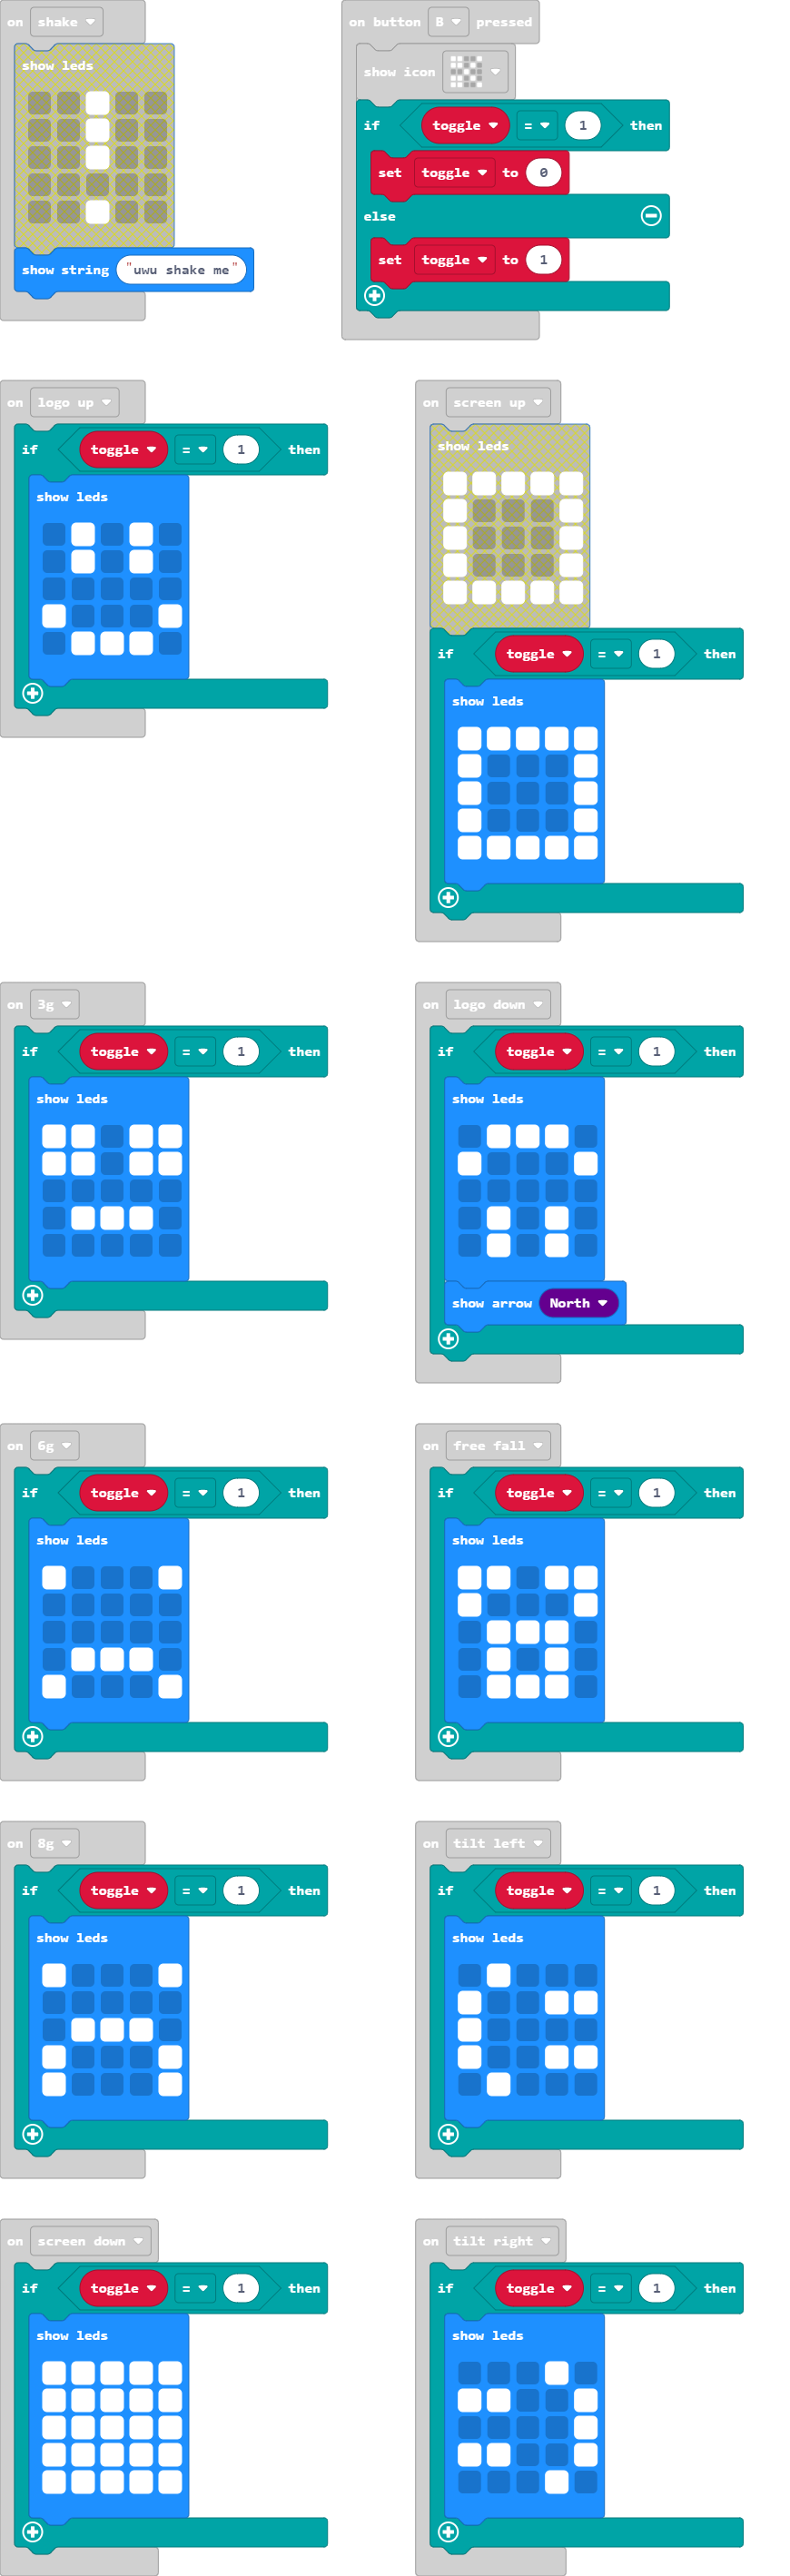 on shake
show leds
show string "uwu shake me"
on button B pressed
show icon
if toggle = 1 then
set toggle to 0
else
set toggle to 1
on logo up
if toggle = 1 then
show leds
on screen up
show leds
if toggle = 1 then
show leds
on 3g
if toggle = 1 then
show leds
on logo down
if toggle = 1 then
show leds
show arrow North
on 6g
if toggle = 1 then
show leds
on free fall
if toggle = 1 then
show leds
on 8g
if toggle = 1 then
show leds
on tilt left
if toggle = 1 then
show leds
on screen down
if toggle = 1 then
show leds
on tilt right
if toggle = 1 then
show leds